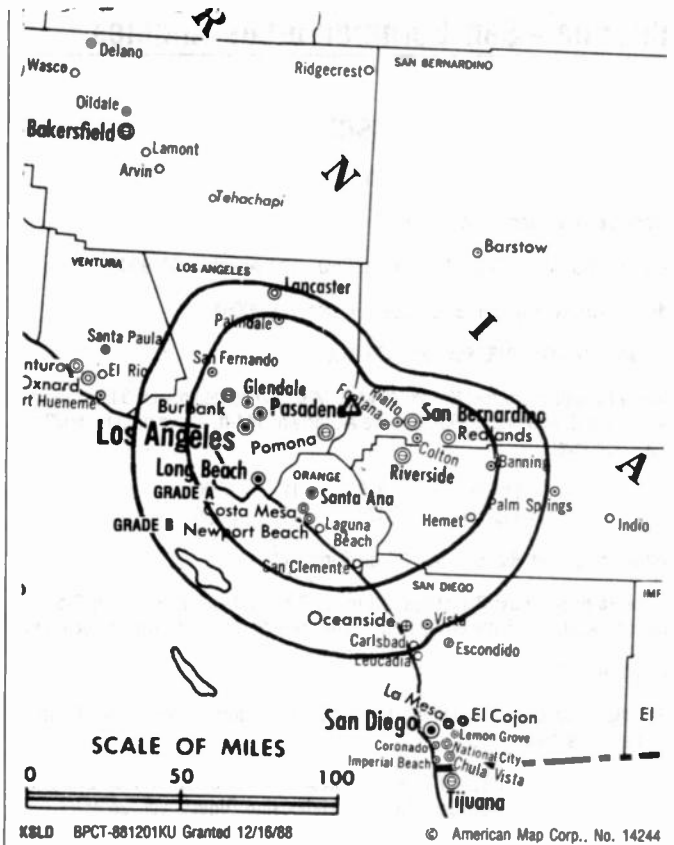 R
Delano
Wasco
Ridgecrest
SAN BERNARDINO
Oildale
Bakersfield
Lamont
Arvin
N
Tehachapi
Barstow
VENTURA
LOS ANGELES
Lancaster
I
Palmdale
Santa Paula
San Fernando
ntura
El Rio
Oxnard
rt Hueneme
Glendale
Burbank
Pasadena
Fontana
Rialto
San Bernardino
Los Angeles
Pomona
Redlands
Colton
Riverside
Long Beach
ORANGE
Banning
A
GRADE A
Santa Ana
Palm Springs
Costa Mesa
GRADE B
Newport Beach
Laguna
Beach
Hemet
Indio
San Clemente
SAN DIEGO
IMP
Oceanside
Vista
Carlsbad
Escondido
Leucadia
La Mesa
El Cajon
El
San Diego
Lemon Grove
SCALE OF MILES
Coronado
National City
Imperial Beach
Chula Vista
0 50 100
Tijuana
KSLD BPCT-881201KU Granted 12/16/88
© American Map Corp., No. 14244